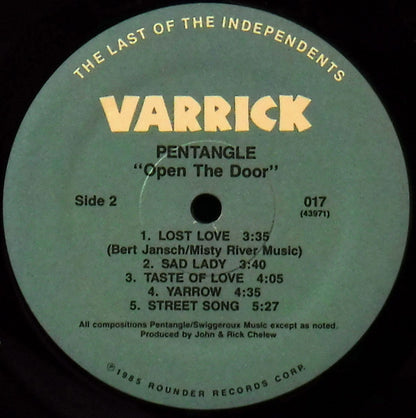 THE LAST OF THE INDEPENDENTS
VARRICK
PENTANGLE
"Open The Door"
Side 2
017
(43971)
1. LOST LOVE 3:35
(Bert Jansch/Misty River Music)
2. SAD LADY 3:40
3. TASTE OF LOVE 4:05
4. YARROW 4:35
5. STREET SONG 5:27
All compositions Pentangle/Swiggeroux Music except as noted.
Produced by John & Rick Chelew
℗1985 ROUNDER RECORDS CORP.